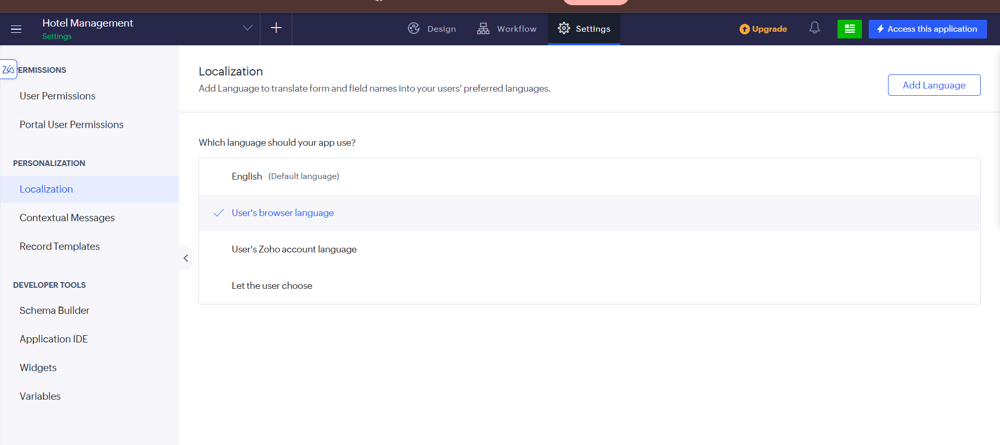 Hotel Management
Settings
Design
Workflow
Settings
Upgrade
Access this application
ERMISSIONS
User Permissions
Portal User Permissions
PERSONALIZATION
Localization
Contextual Messages
Record Templates
DEVELOPER TOOLS
Schema Builder
Application IDE
Widgets
Variables
Localization
Add Language to translate form and field names into your users' preferred languages.
Add Language
Which language should your app use?
English (Default language)
User's browser language
User's Zoho account language
Let the user choose